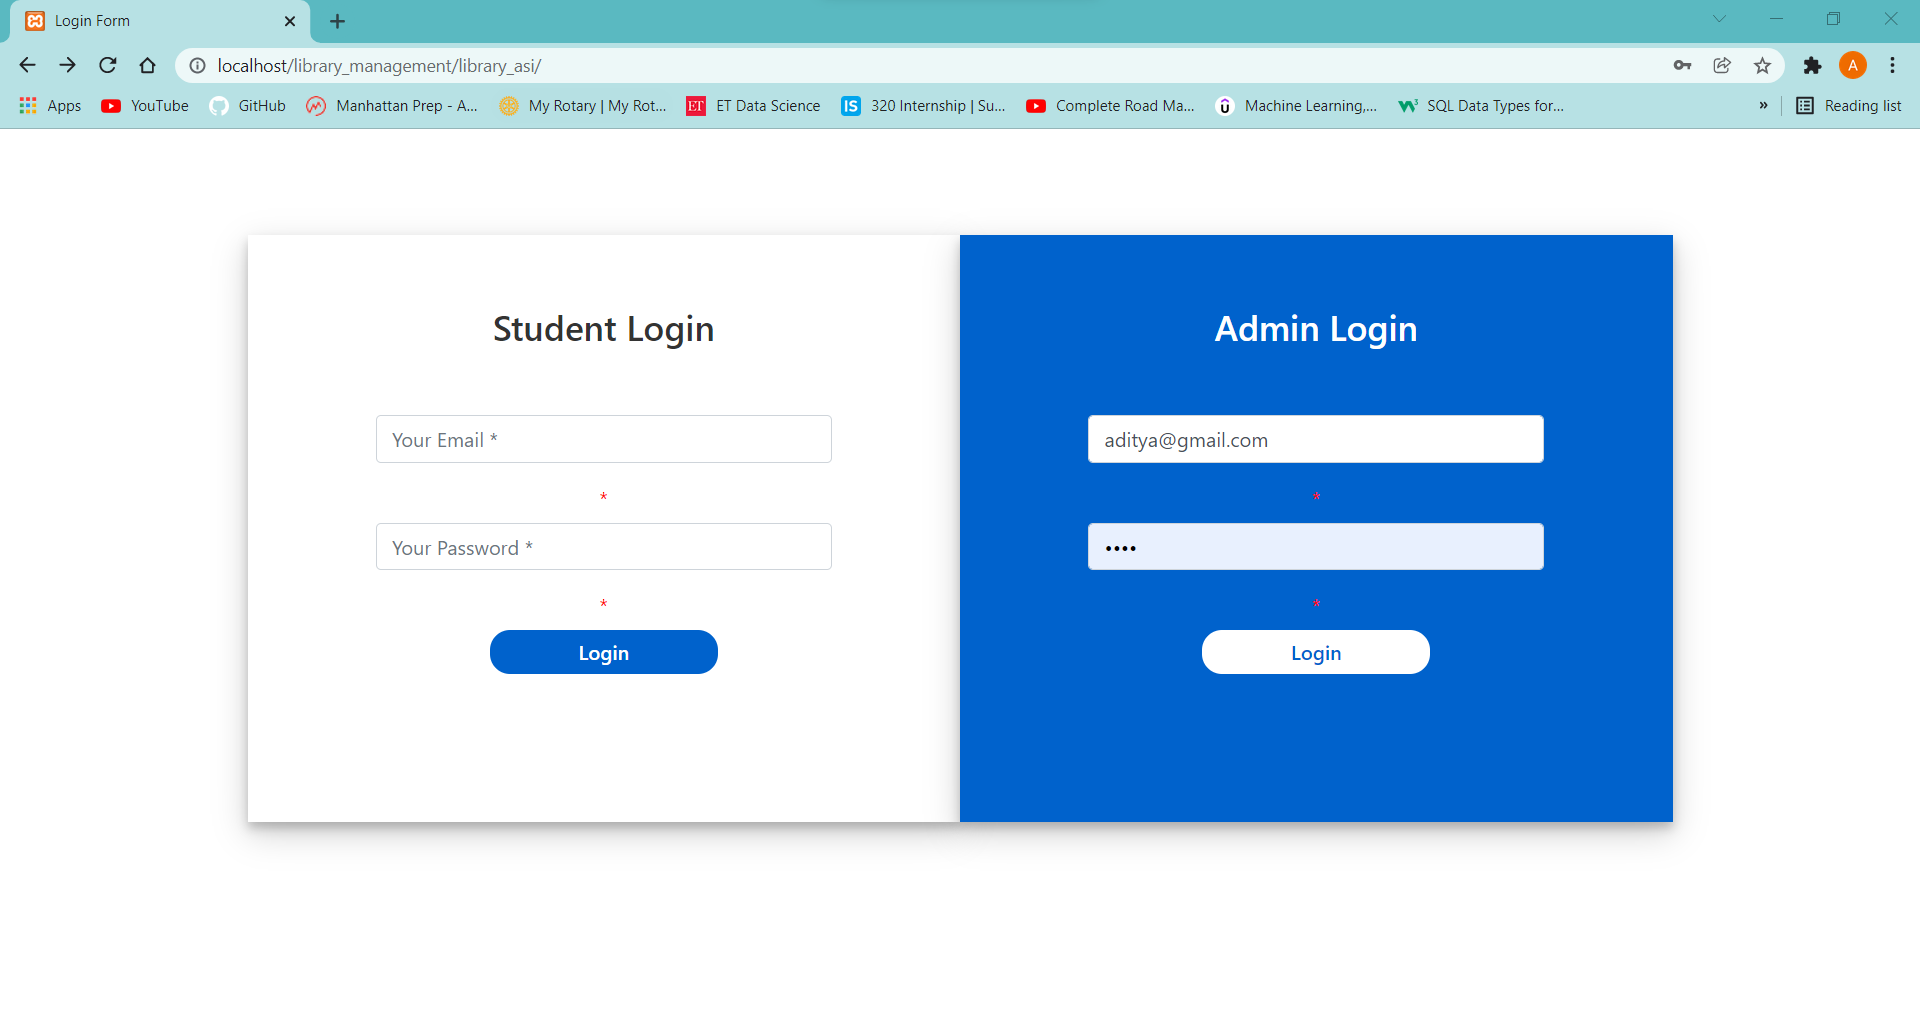 Login Form
localhost/library_management/library_asi/
A
Apps YouTube GitHub Manhattan Prep - A... My Rotary | My Rot... ET ET Data Science IS 320 Internship | Su... Complete Road Ma... Machine Learning,... SQL Data Types for... » Reading list
Student Login
Your Email *
*
Your Password *
*
Login
Admin Login
aditya@gmail.com
*
••••
*
Login